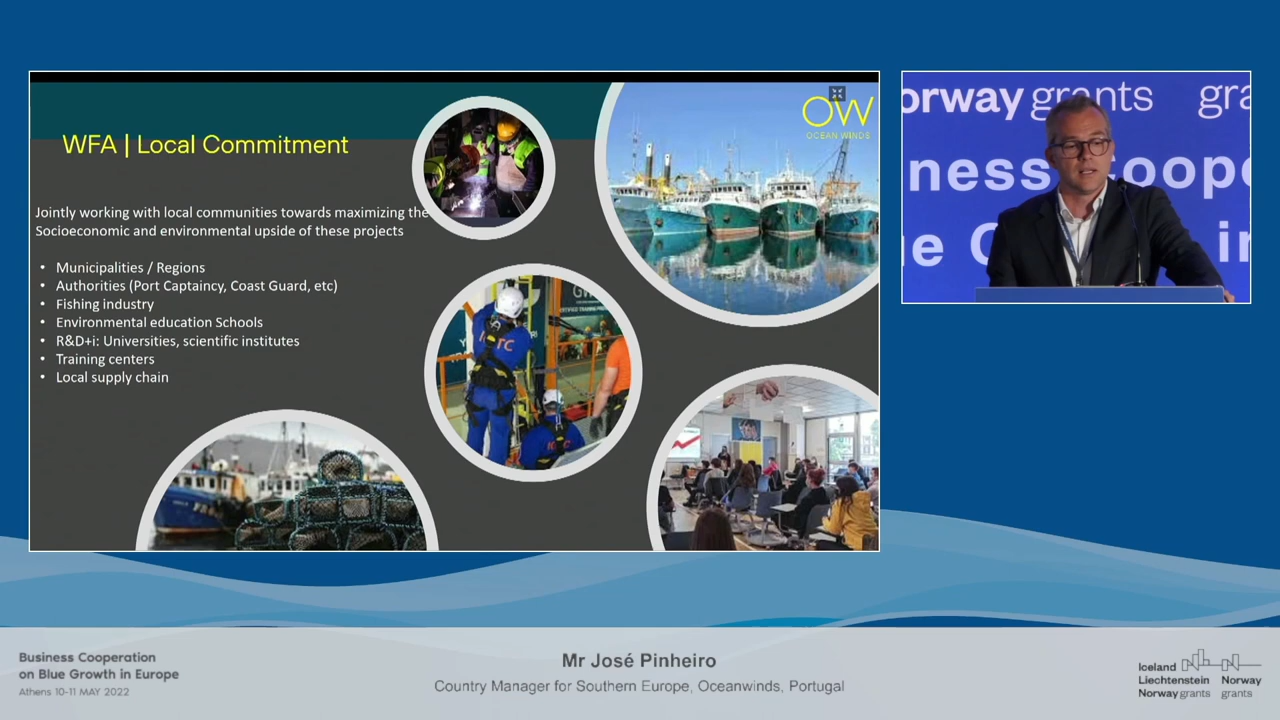 WFA | Local Commitment
OW
OCEAN WINDS
Jointly working with local communities towards maximizing the
Socioeconomic and environmental upside of these projects
• Municipalities / Regions
• Authorities (Port Captaincy, Coast Guard, etc)
• Fishing industry
• Environmental education Schools
• R&D+i: Universities, scientific institutes
• Training centers
• Local supply chain
orway grants gra
ness Coope
ue G in
Business Cooperation
on Blue Growth in Europe
Athens 10-11 MAY 2022
Mr José Pinheiro
Country Manager for Southern Europe, Oceanwinds, Portugal
Iceland
Liechtenstein
Norway grants
Norway
grants